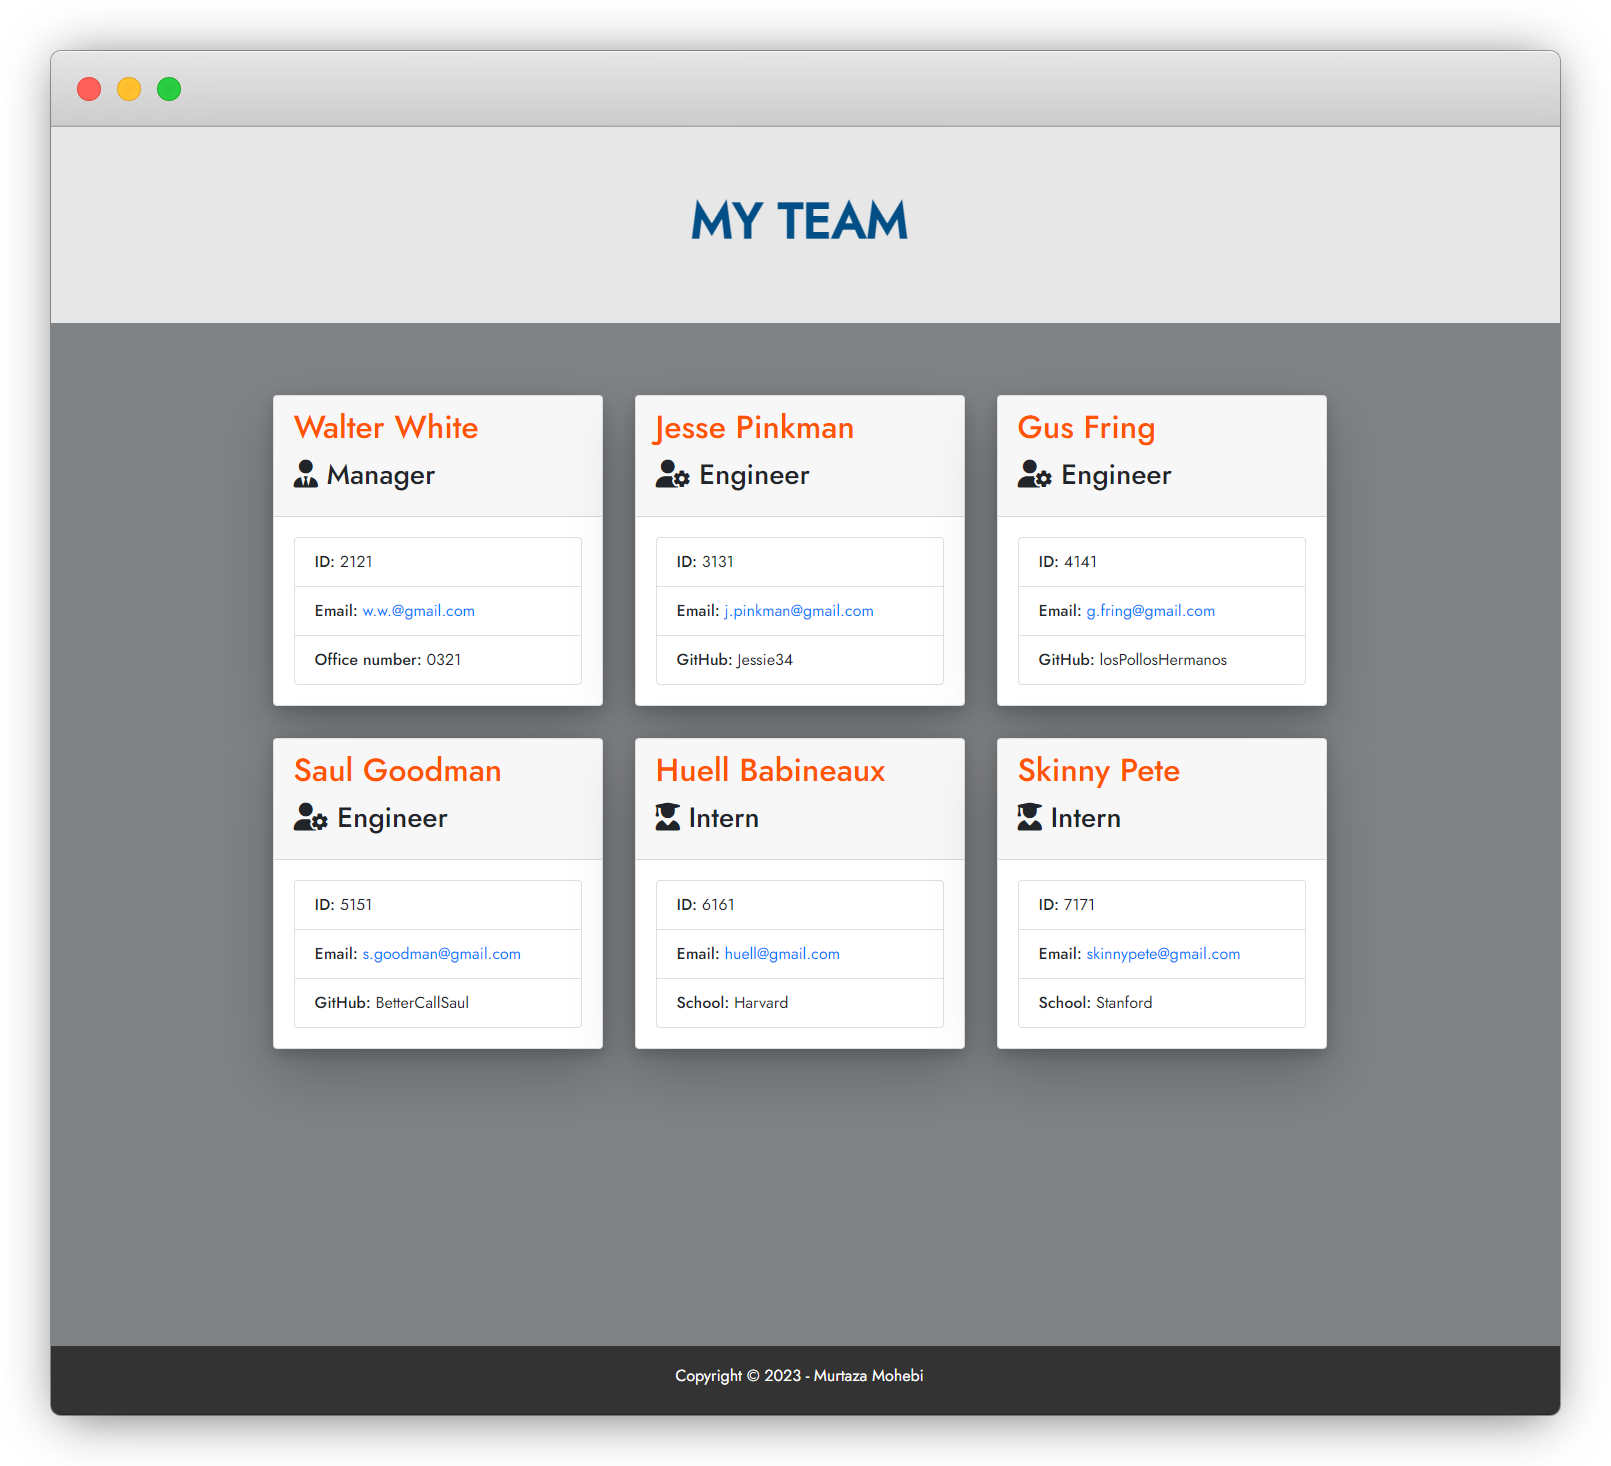 MY TEAM
Walter White
Manager
ID: 2121
Email: w.w.@gmail.com
Office number: 0321
Jesse Pinkman
Engineer
ID: 3131
Email: j.pinkman@gmail.com
GitHub: Jessie34
Gus Fring
Engineer
ID: 4141
Email: g.fring@gmail.com
GitHub: losPollosHermanos
Saul Goodman
Engineer
ID: 5151
Email: s.goodman@gmail.com
GitHub: BetterCallSaul
Huell Babineaux
Intern
ID: 6161
Email: huell@gmail.com
School: Harvard
Skinny Pete
Intern
ID: 7171
Email: skinnypete@gmail.com
School: Stanford
Copyright © 2023 - Murtaza Mohebi